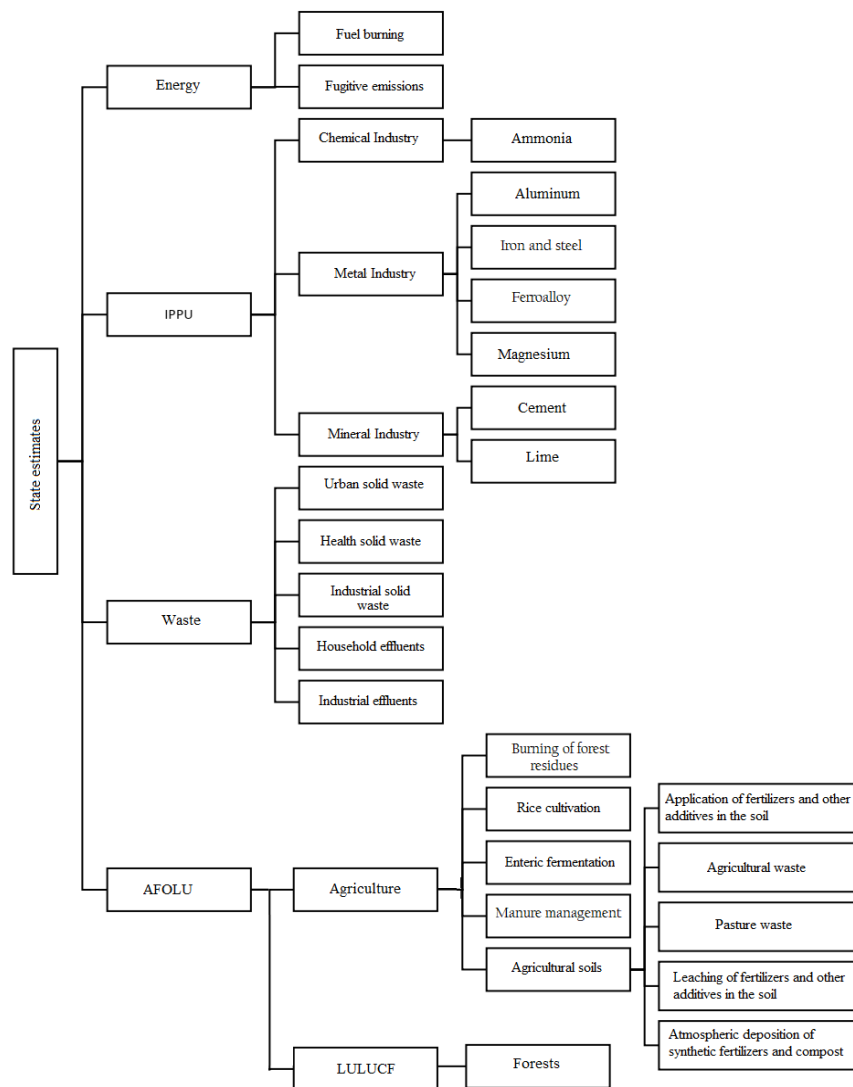 State estimates
Energy
Fuel burning
Fugitive emissions
IPPU
Chemical Industry
Ammonia
Metal Industry
Aluminum
Iron and steel
Ferroalloy
Magnesium
Mineral Industry
Cement
Lime
Waste
Urban solid waste
Health solid waste
Industrial solid
waste
Household effluents
Industrial effluents
AFOLU
Agriculture
Burning of forest
residues
Rice cultivation
Enteric fermentation
Manure management
Agricultural soils
Application of fertilizers and other
additives in the soil
Agricultural waste
Pasture waste
Leaching of fertilizers and other
additives in the soil
Atmospheric deposition of
synthetic fertilizers and compost
LULUCF
Forests